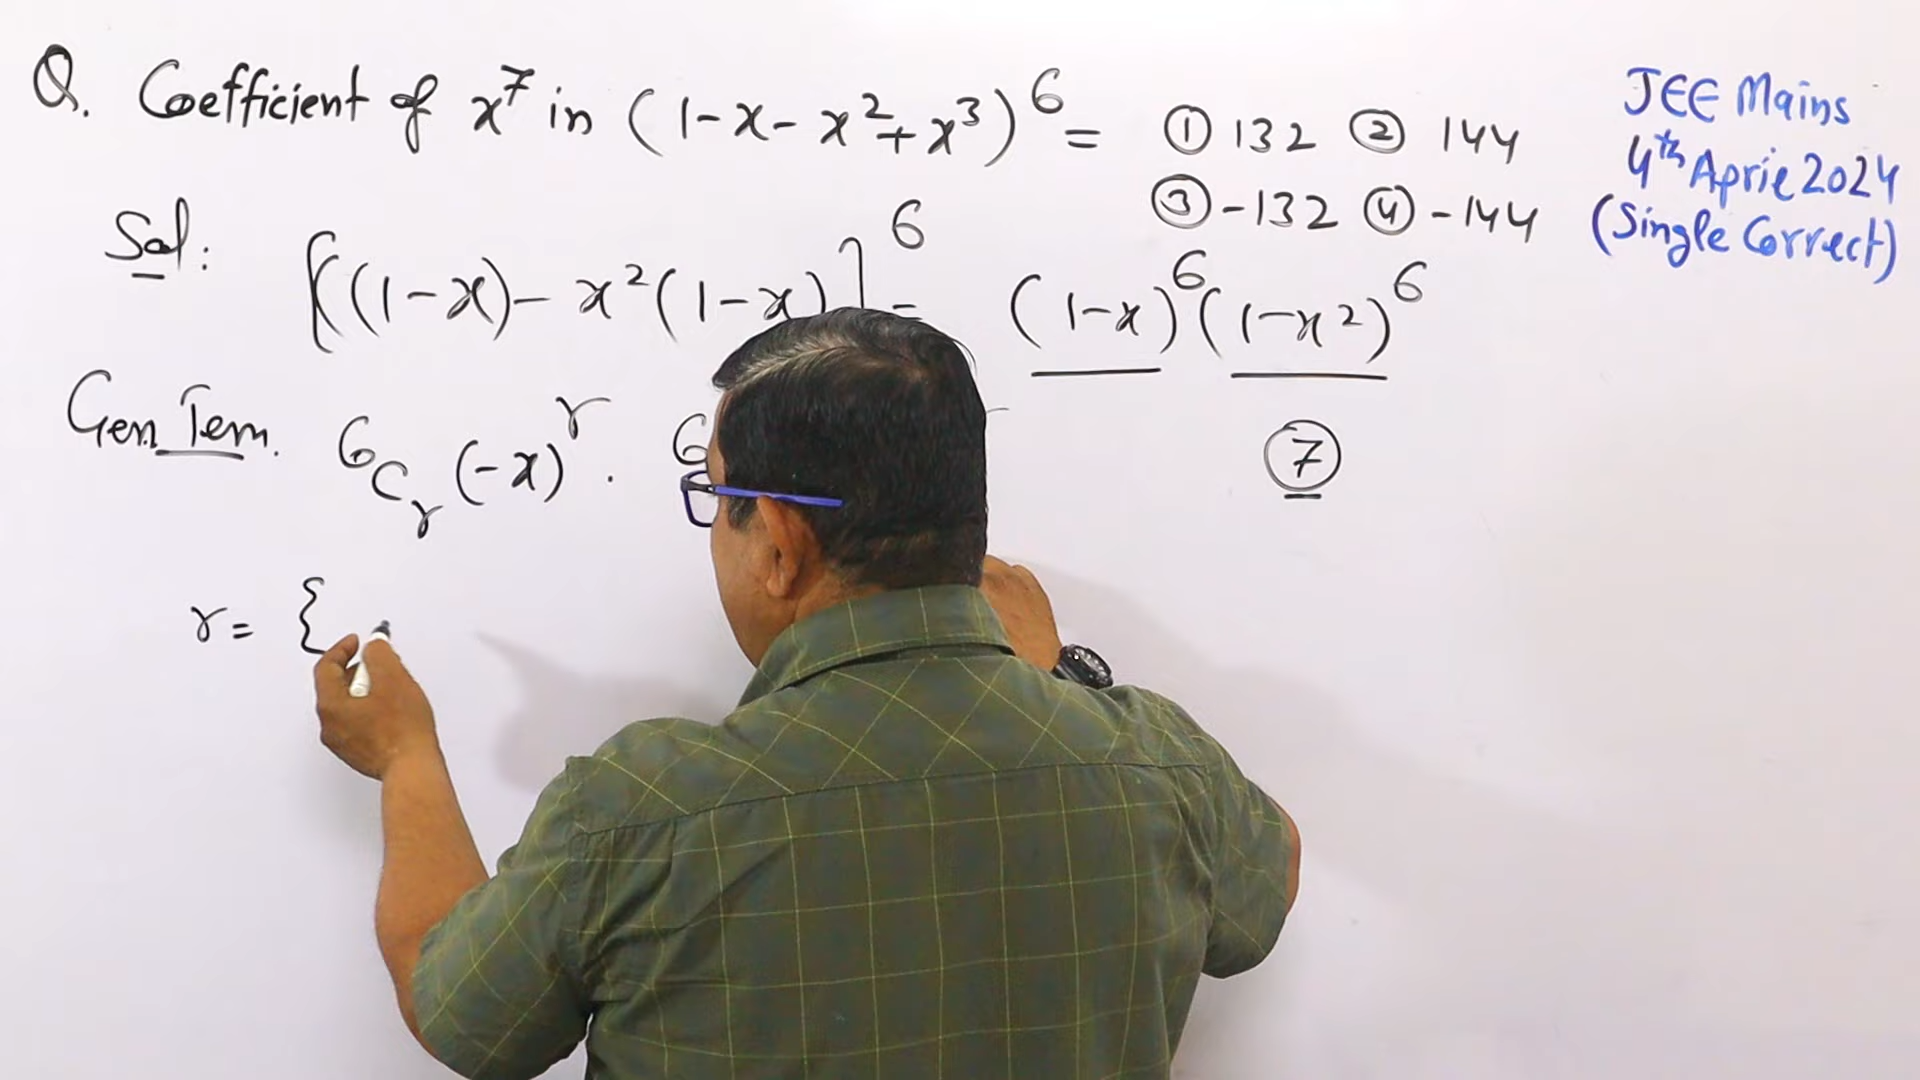 Q. Coefficient of x⁷ in (1-x-x²+x³)⁶ = ① 132 ② 144
③ -132 ④ -144
JEE Mains
4th Aprie 2024
(Single Correct)
Sol: [((1-x)-x²(1-x)]⁶ = (1-x)⁶(1-x²)⁶
Gen Term. ⁶Cᵣ(-x)ʳ. 6
⑦
r= {